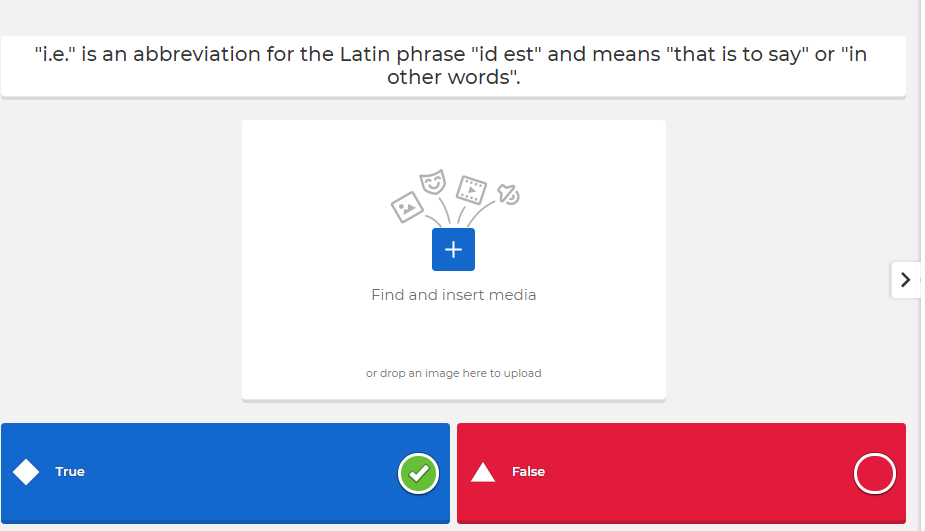 "i.e." is an abbreviation for the Latin phrase "id est" and means "that is to say" or "in
other words".
Find and insert media
or drop an image here to upload
True
False